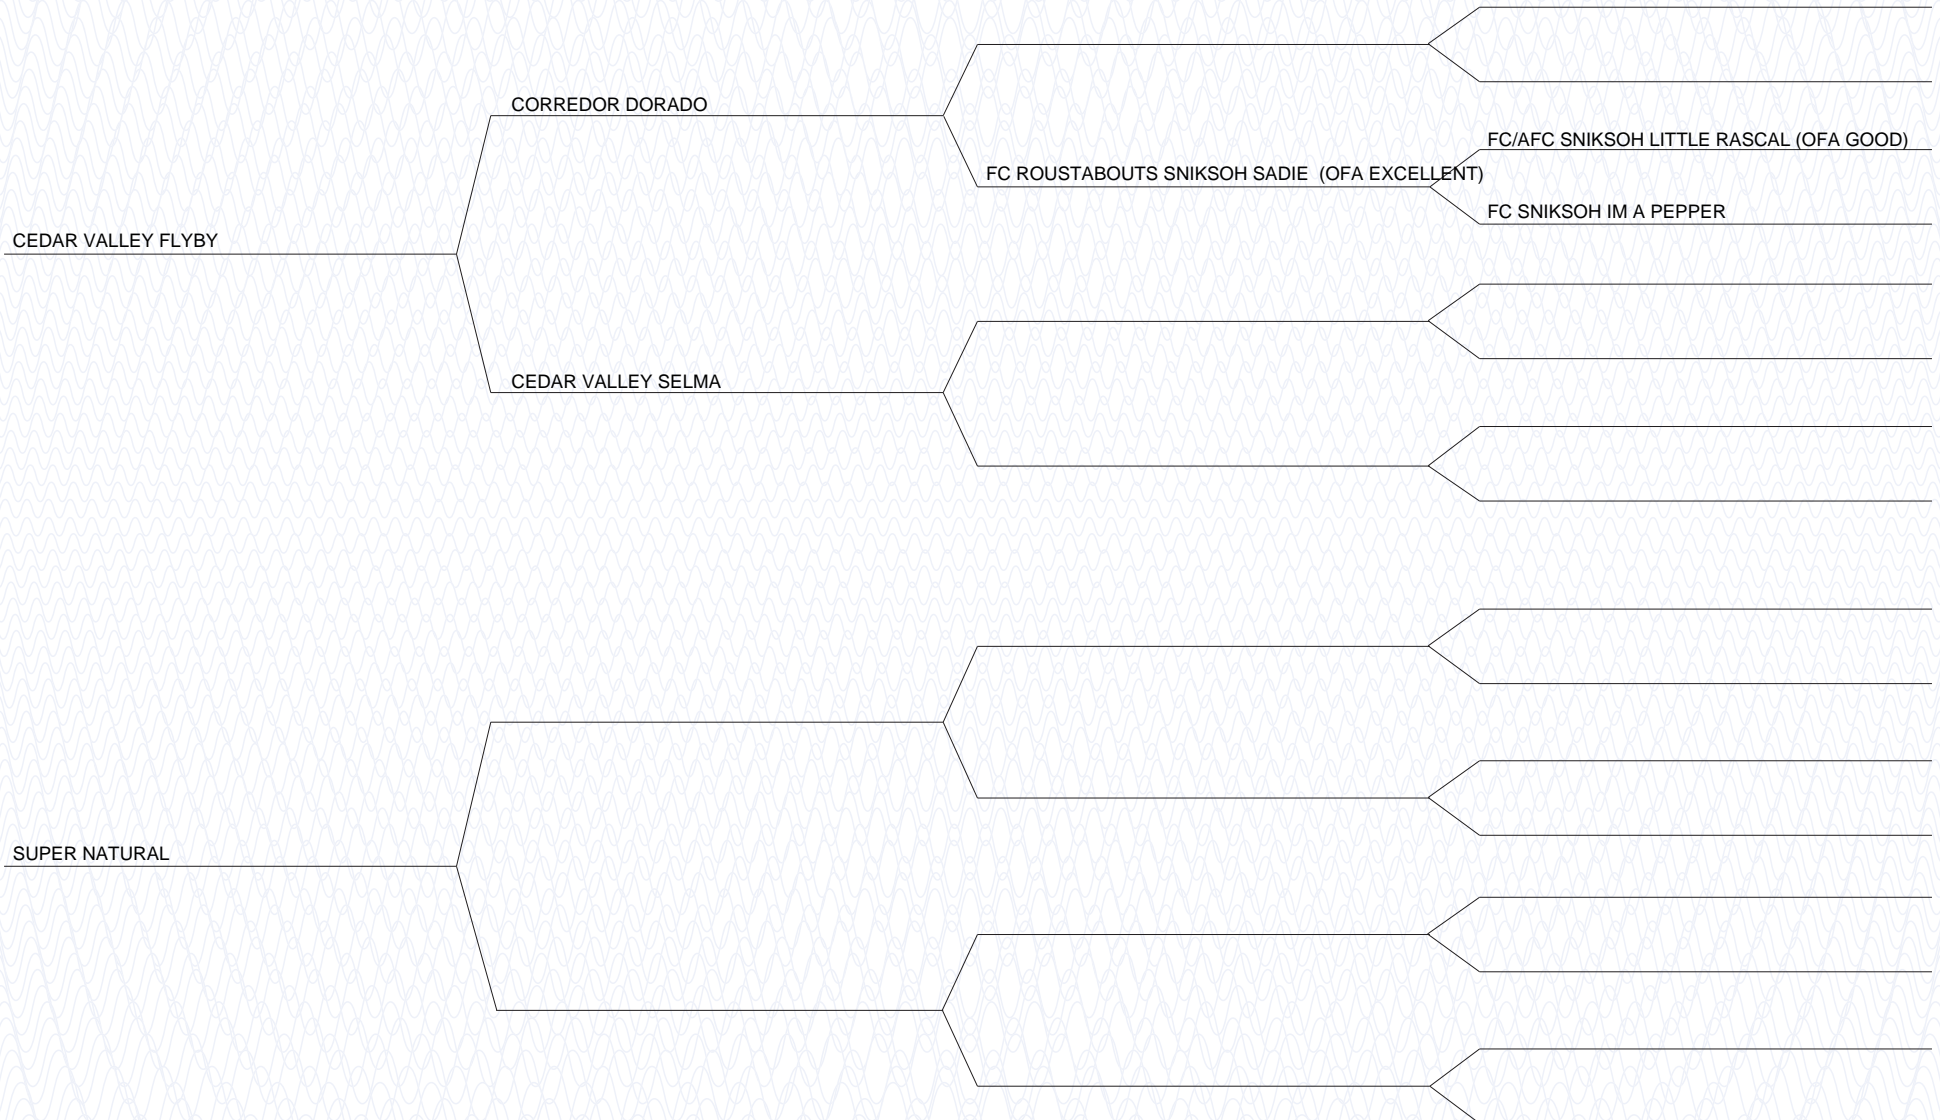 CORREDOR DORADO
FC/AFC SNIKSOH LITTLE RASCAL (OFA GOOD)
FC ROUSTABOUTS SNIKSOH SADIE  (OFA EXCELLENT)
FC SNIKSOH IM A PEPPER
CEDAR VALLEY FLYBY
CEDAR VALLEY SELMA
SUPER NATURAL